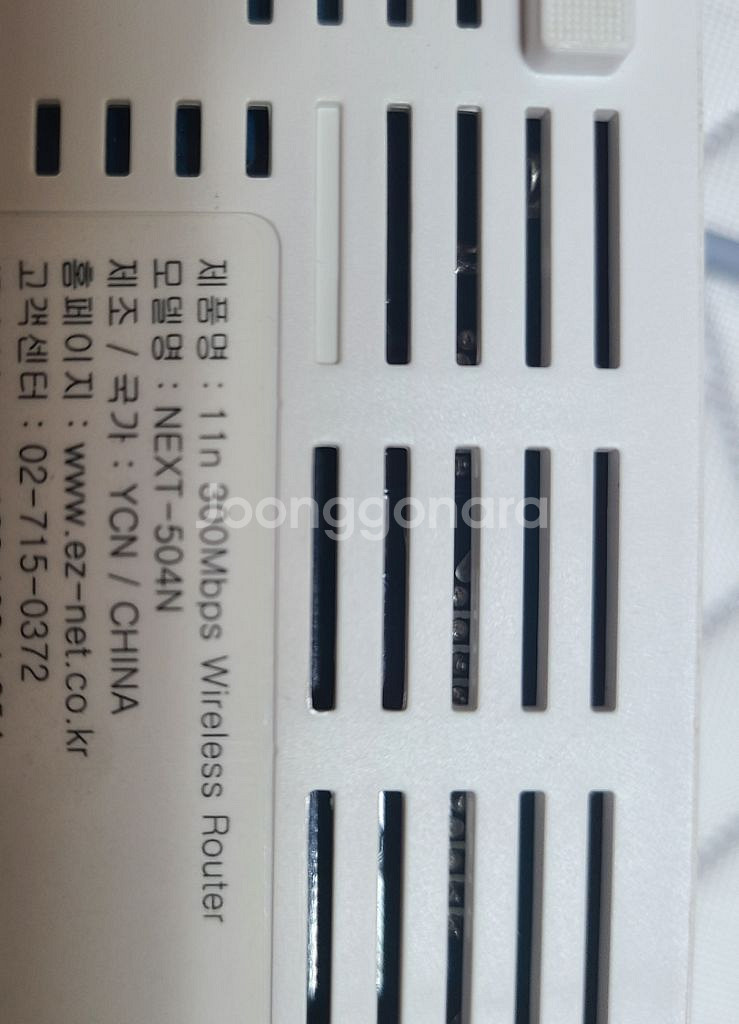 제품명 : 11n 300Mbps Wireless Router
모델명 : NEXT-504N
제조 / 국가 : YCN / CHINA
홈페이지 : www.ez-net.co.kr
고객센터 : 02-715-0372
joonggonara